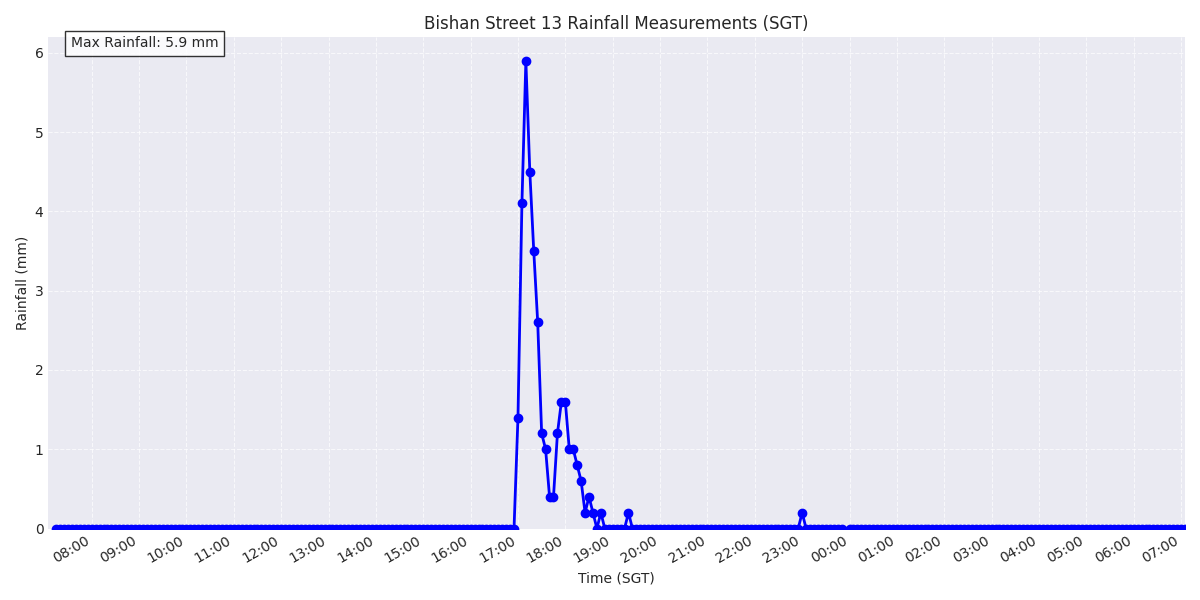 Bishan Street 13 Rainfall Measurements (SGT)
Max Rainfall: 5.9 mm
6
5
4
3
2
1
0
Rainfall (mm)
08:00 09:00 10:00 11:00 12:00 13:00 14:00 15:00 16:00 17:00 18:00 19:00 20:00 21:00 22:00 23:00 00:00 01:00 02:00 03:00 04:00 05:00 06:00 07:00
Time (SGT)